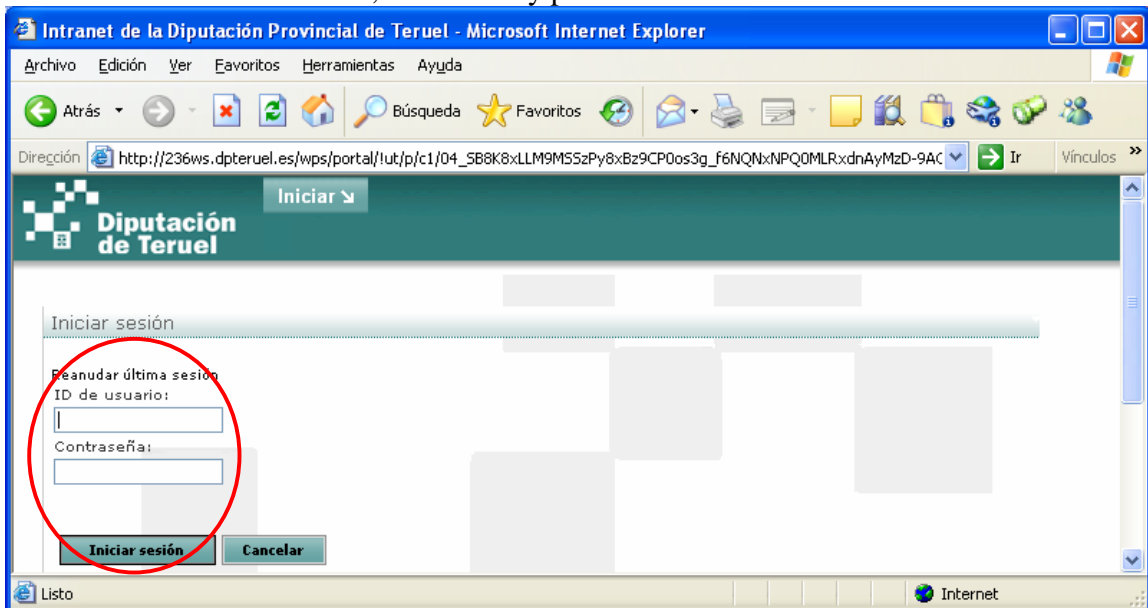 Intranet de la Diputación Provincial de Teruel - Microsoft Internet Explorer
Archivo Edición Ver Favoritos Herramientas Ayuda
Atrás Búsqueda Favoritos
Dirección http://236ws.dpteruel.es/wps/portal/!ut/p/c1/04_SB8K8xLLM9MSSzPy8xBz9CP0os3g_f6NQNxNPQ0MLRxdnAyMzD-9AC Ir Vínculos »
Iniciar
Diputación
de Teruel
Iniciar sesión
Reanudar última sesión
ID de usuario:
Contraseña:
Iniciar sesión Cancelar
Listo Internet